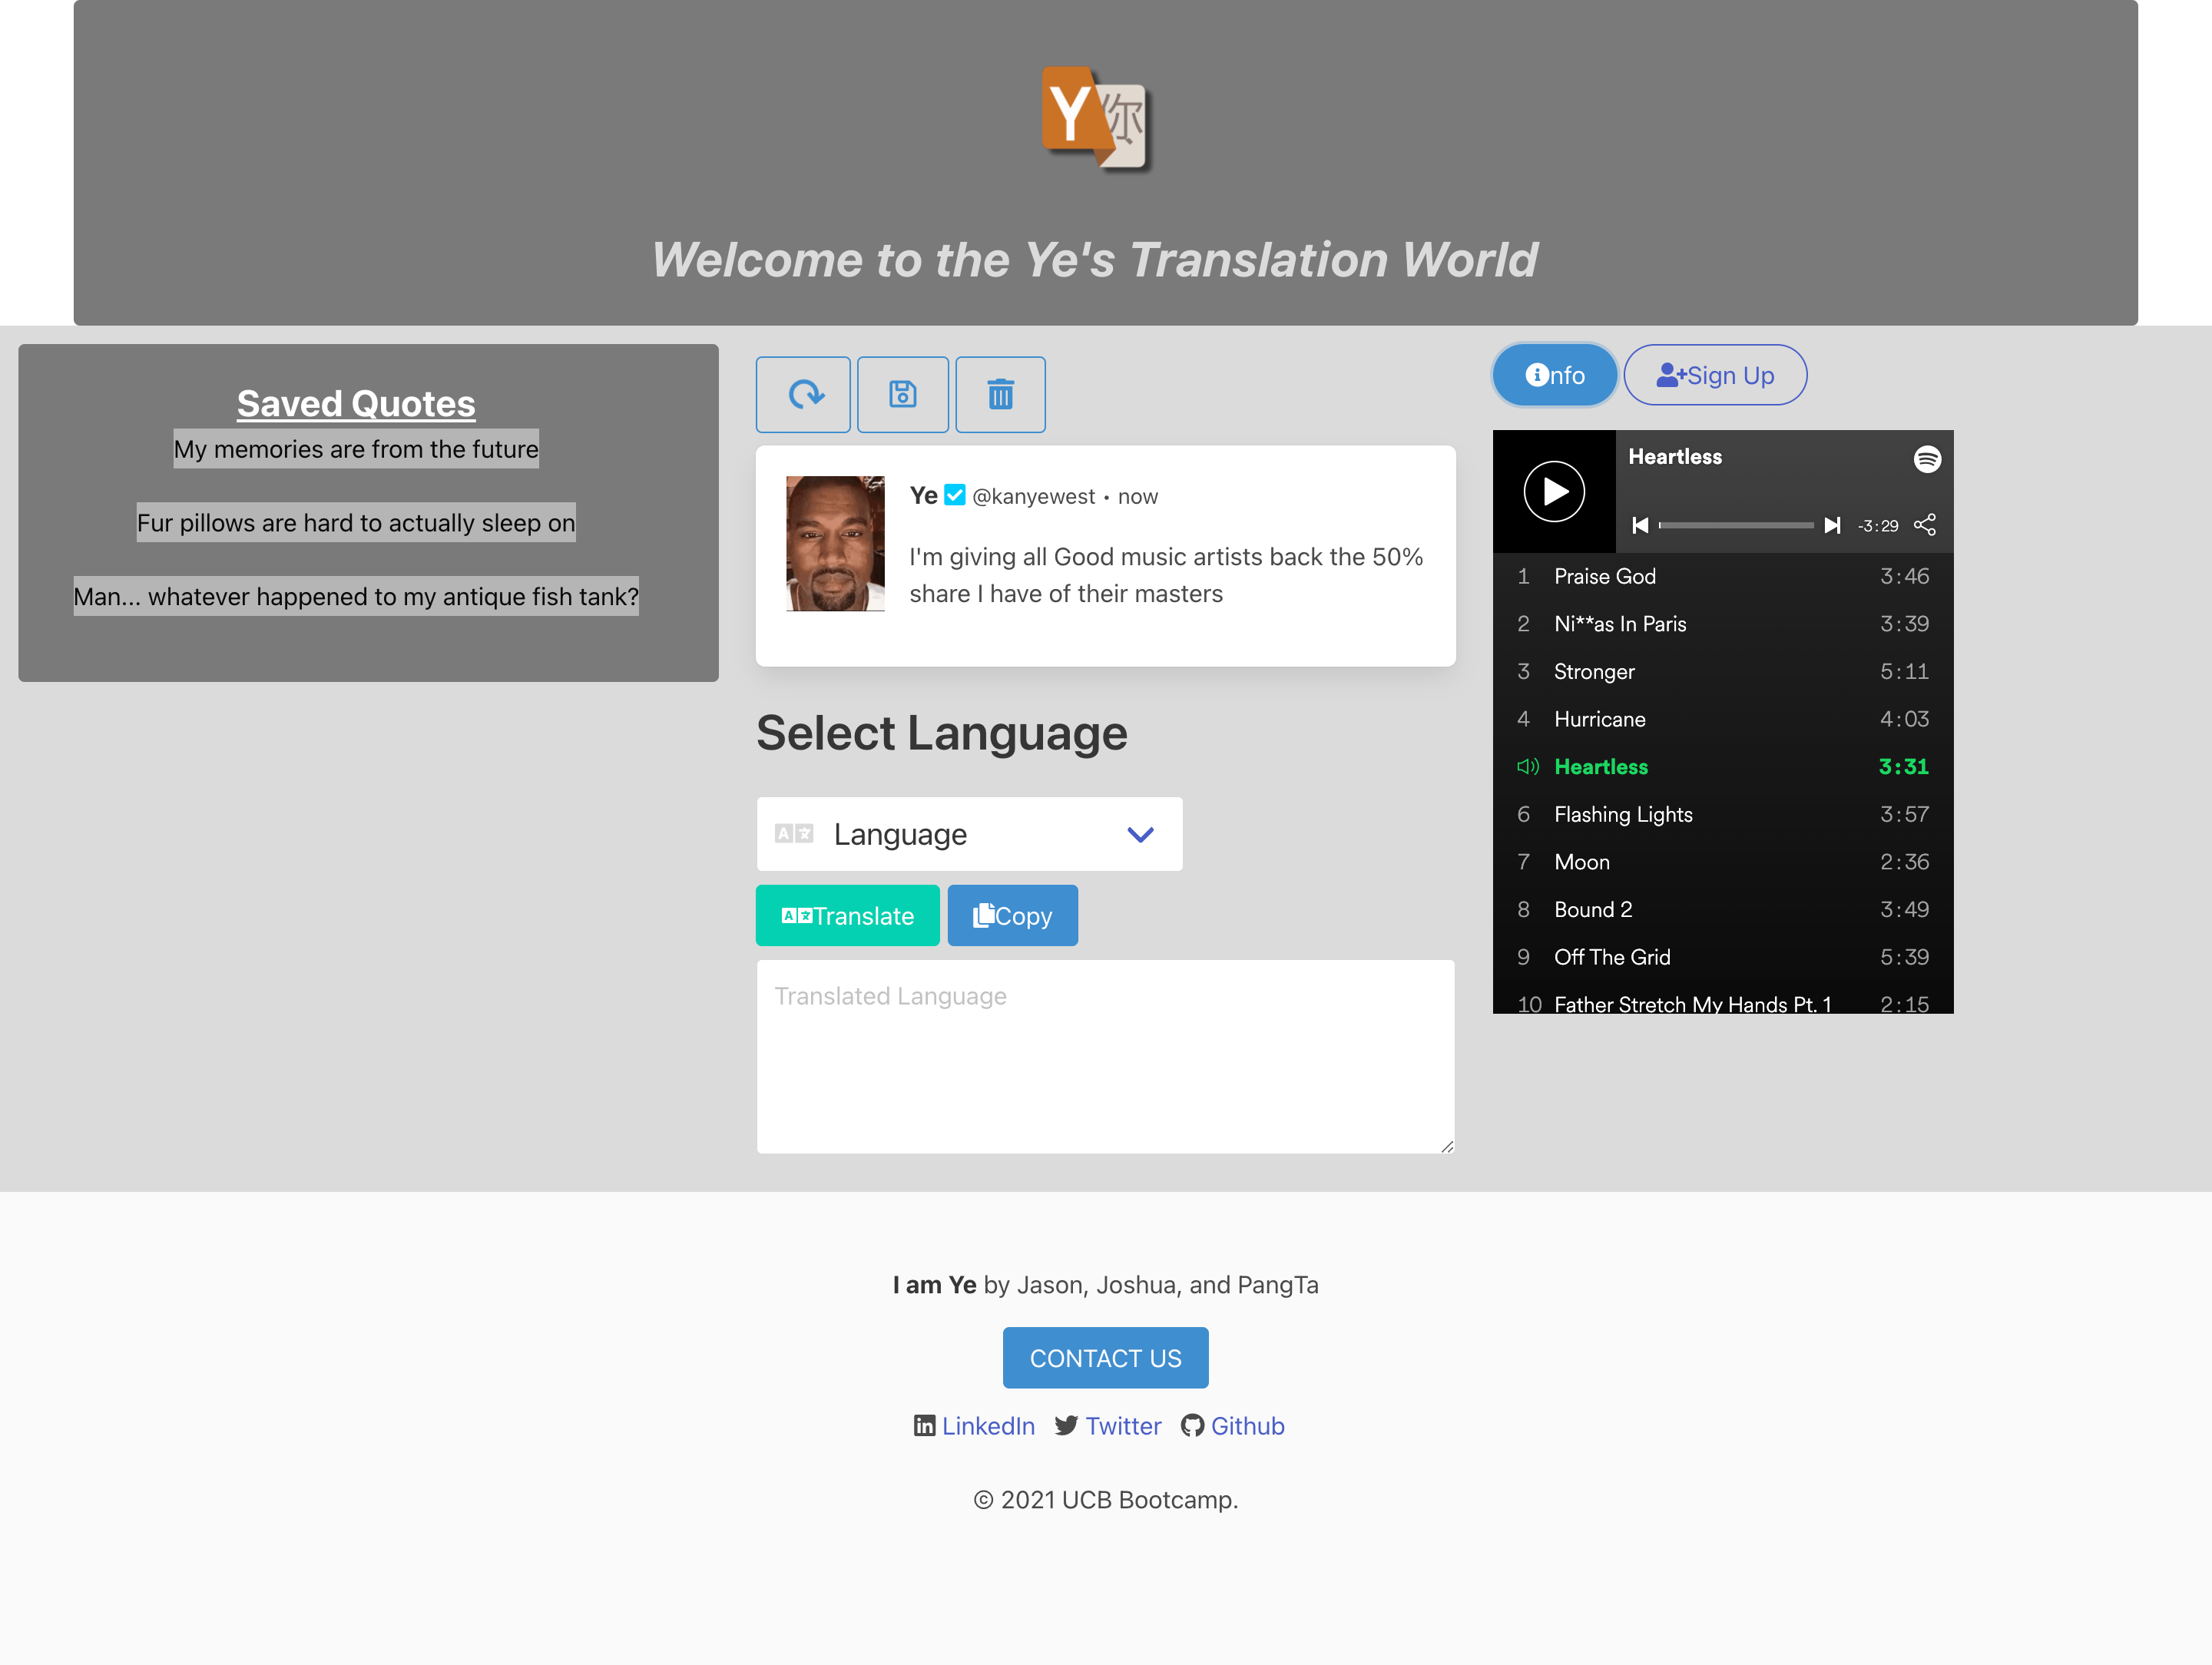 Y 你
Welcome to the Ye's Translation World
Saved Quotes
My memories are from the future
Fur pillows are hard to actually sleep on
Man... whatever happened to my antique fish tank?
Ye @kanyewest • now
I'm giving all Good music artists back the 50%
share I have of their masters
Select Language
Language
Translate Copy
Translated Language
nfo Sign Up
Heartless
-3:29
1 Praise God 3:46
2 Ni**as In Paris 3:39
3 Stronger 5:11
4 Hurricane 4:03
Heartless 3:31
6 Flashing Lights 3:57
7 Moon 2:36
8 Bound 2 3:49
9 Off The Grid 5:39
10 Father Stretch My Hands Pt. 1 2:15
I am Ye by Jason, Joshua, and PangTa
CONTACT US
LinkedIn Twitter Github
© 2021 UCB Bootcamp.